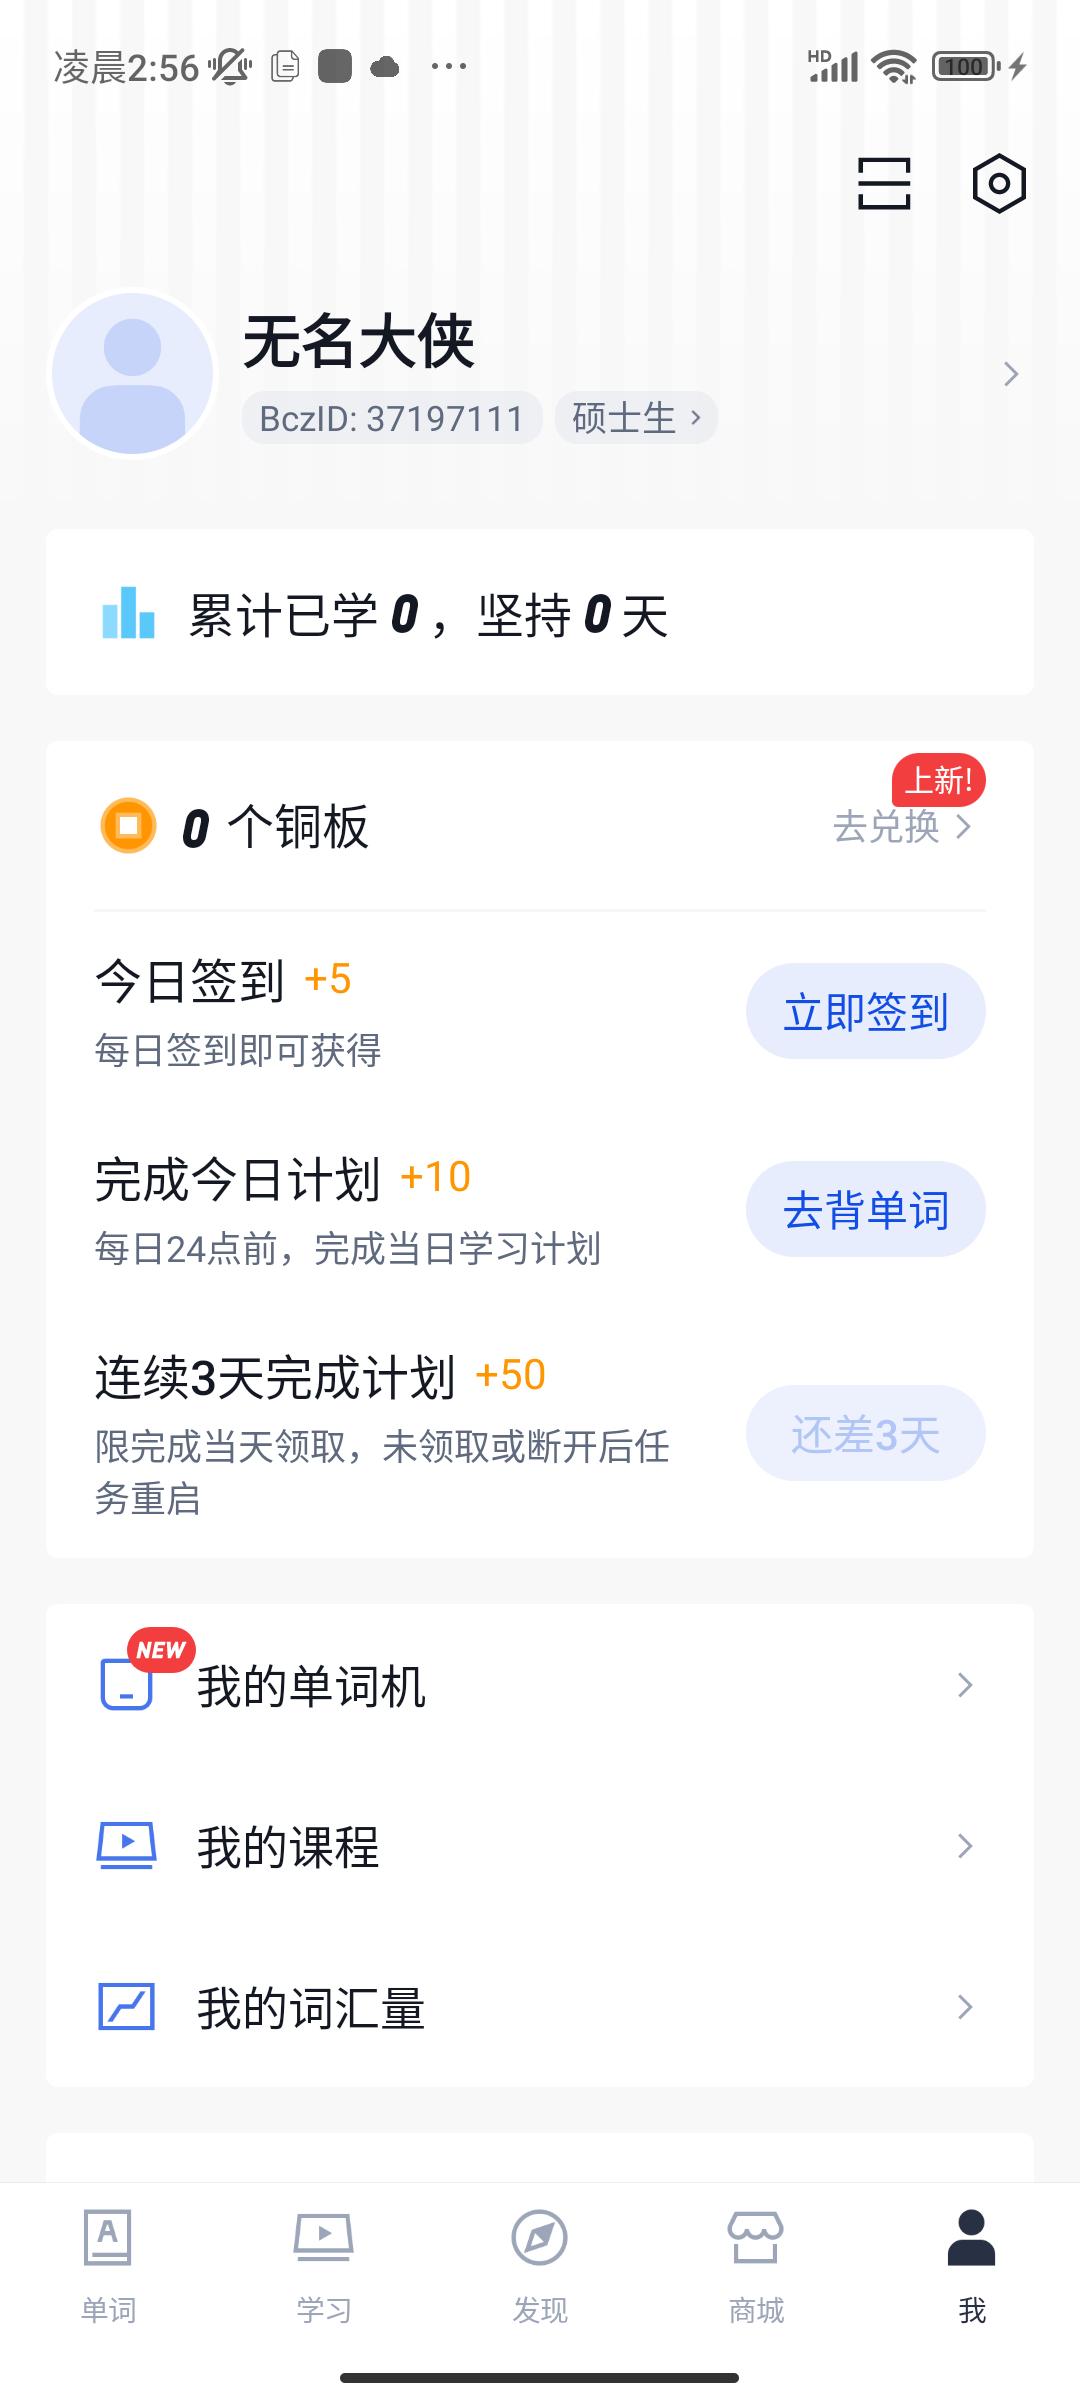 凌晨2:56 HD 100
无名大侠
BczID: 37197111 硕士生
累计已学 0 ，坚持 0 天
上新!
0 个铜板 去兑换
今日签到 +5
每日签到即可获得
立即签到
完成今日计划 +10
每日24点前，完成当日学习计划
去背单词
连续3天完成计划 +50
限完成当天领取，未领取或断开后任
务重启
还差3天
NEW
我的单词机
我的课程
我的词汇量
A
单词 学习 发现 商城 我